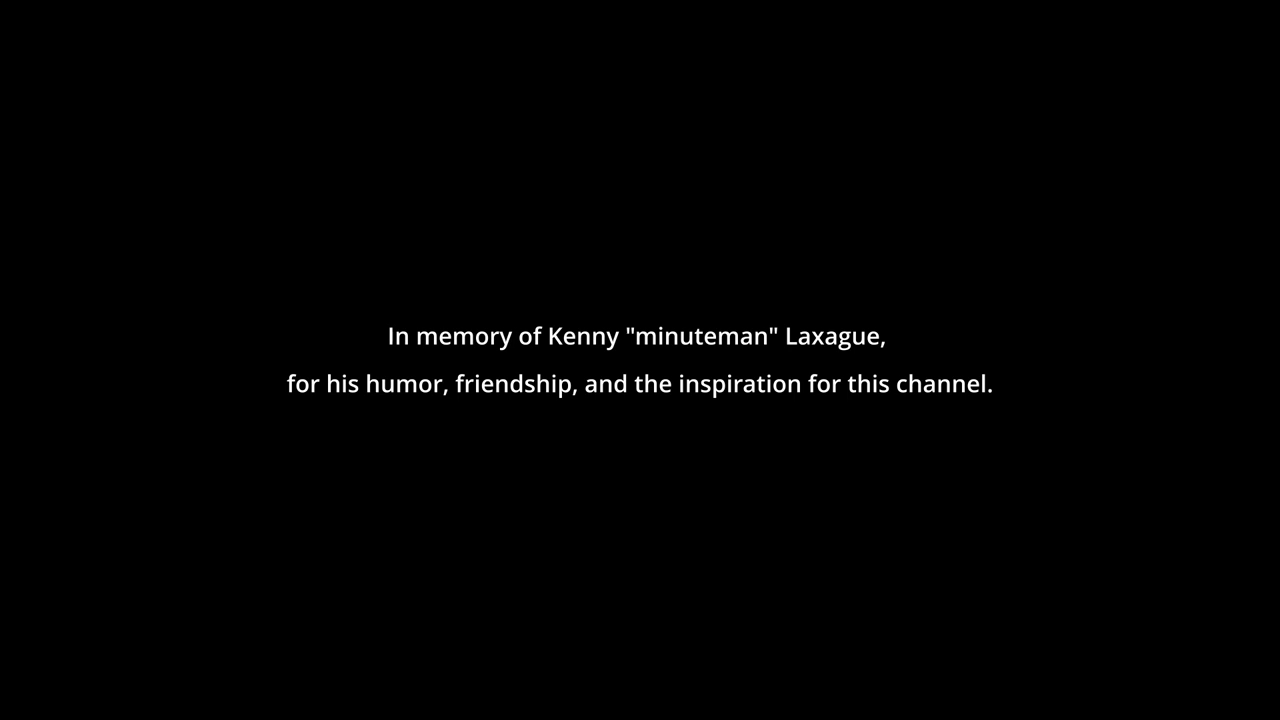 In memory of Kenny "minuteman" Laxague,
for his humor, friendship, and the inspiration for this channel.